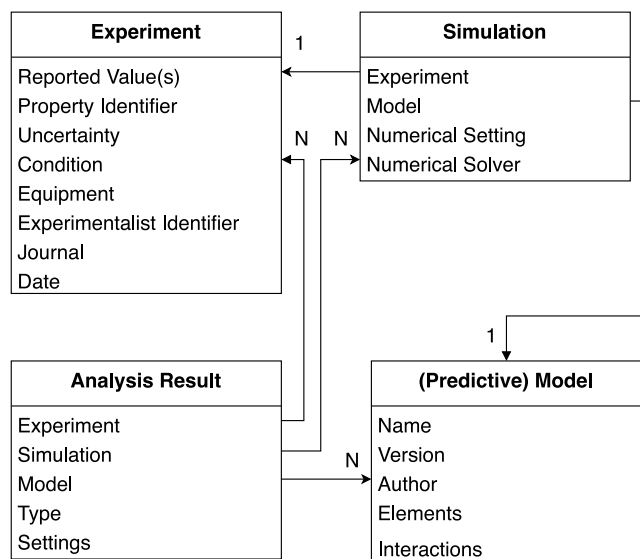 Experiment
Reported Value(s)
Property Identifier
Uncertainty
Condition
Equipment
Experimentalist Identifier
Journal
Date
1
Simulation
Experiment
Model
Numerical Setting
Numerical Solver
N
N
Analysis Result
Experiment
Simulation
Model
Type
Settings
N
1
(Predictive) Model
Name
Version
Author
Elements
Interactions